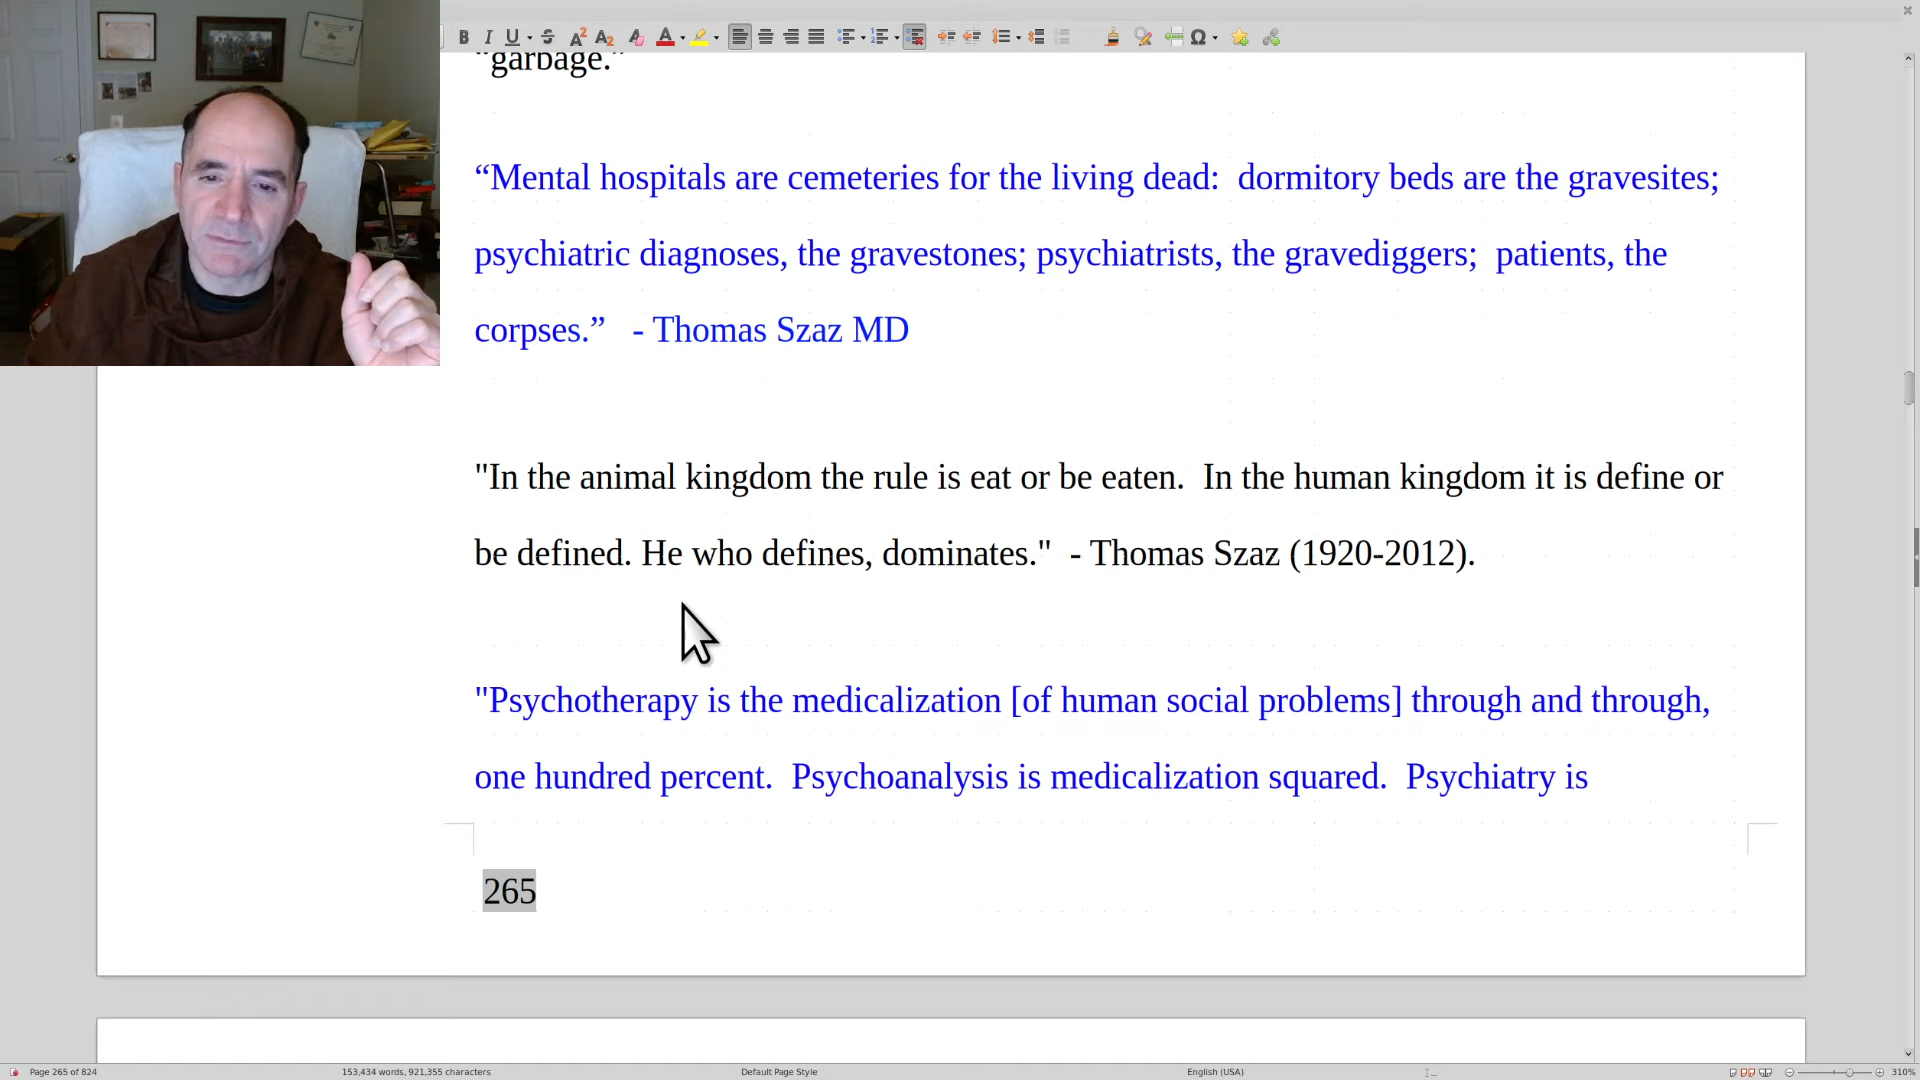 "garbage."
“Mental hospitals are cemeteries for the living dead:  dormitory beds are the gravesites;
psychiatric diagnoses, the gravestones; psychiatrists, the gravediggers;  patients, the
corpses.”   - Thomas Szaz MD
"In the animal kingdom the rule is eat or be eaten.  In the human kingdom it is define or
be defined. He who defines, dominates."  - Thomas Szaz (1920-2012).
"Psychotherapy is the medicalization [of human social problems] through and through,
one hundred percent.  Psychoanalysis is medicalization squared.  Psychiatry is
265
Page 265 of 824 153,434 words, 921,355 characters Default Page Style English (USA) 310%